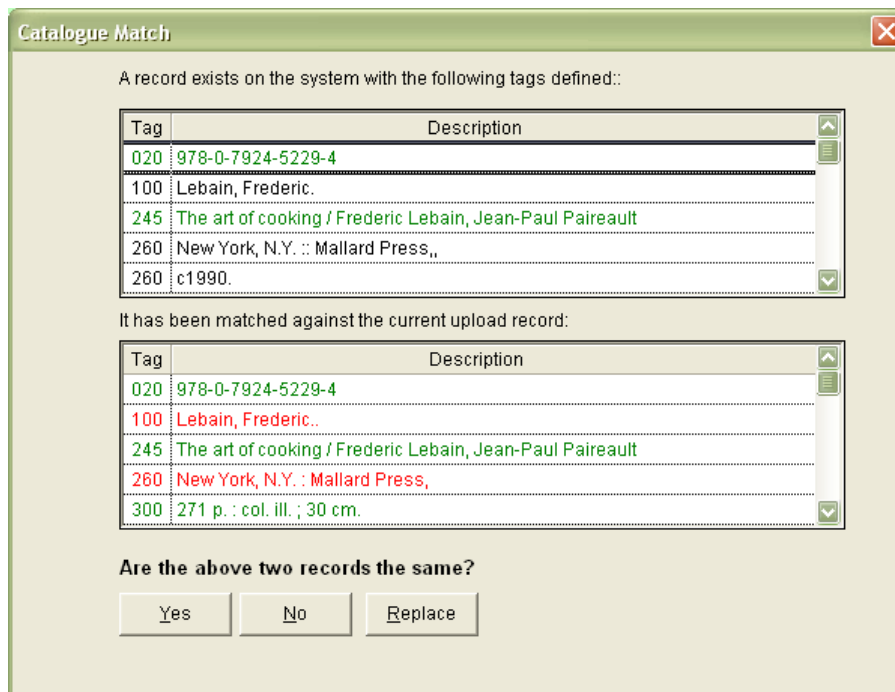 Catalogue Match
A record exists on the system with the following tags defined::
Tag Description
020 978-0-7924-5229-4
100 Lebain, Frederic.
245 The art of cooking / Frederic Lebain, Jean-Paul Paireault
260 New York, N.Y. :: Mallard Press,,
260 c1990.
It has been matched against the current upload record:
Tag Description
020 978-0-7924-5229-4
100 Lebain, Frederic..
245 The art of cooking / Frederic Lebain, Jean-Paul Paireault
260 New York, N.Y. : Mallard Press,
300 271 p. : col. ill. ; 30 cm.
Are the above two records the same?
Yes No Replace